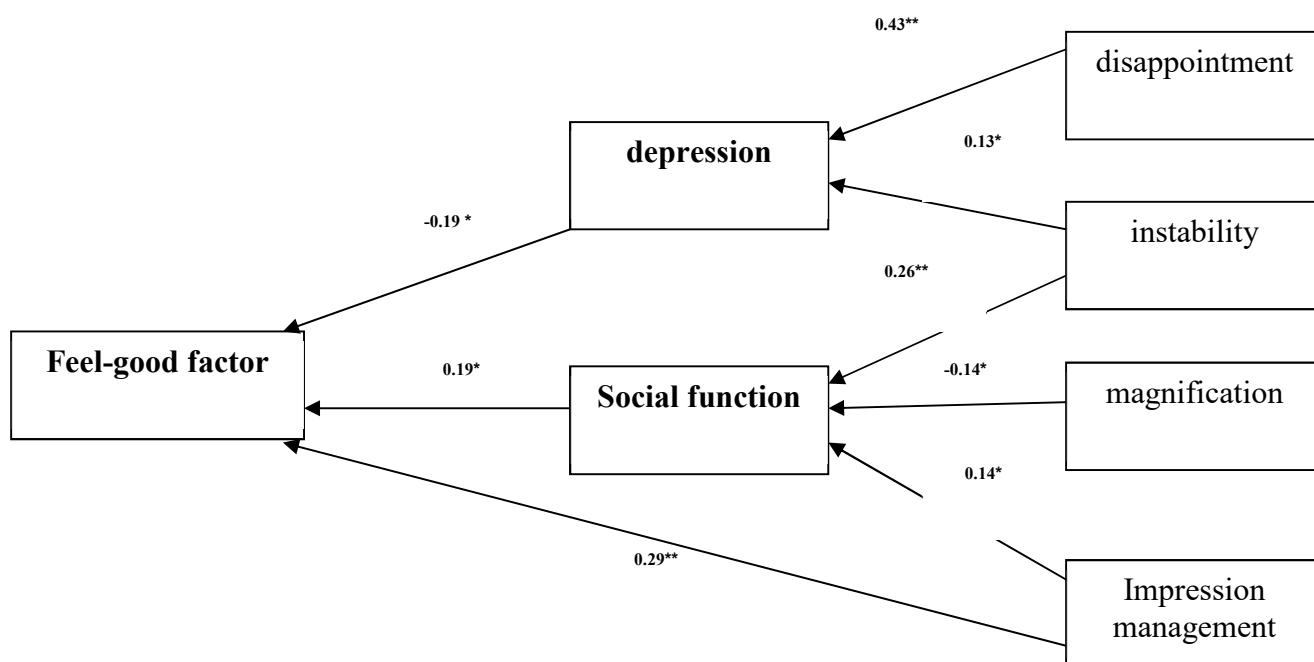 0.43**
disappointment
depression
0.13*
-0.19 *
instability
0.26**
Feel-good factor
0.19*
Social function
-0.14*
magnification
0.14*
0.29**
Impression
management